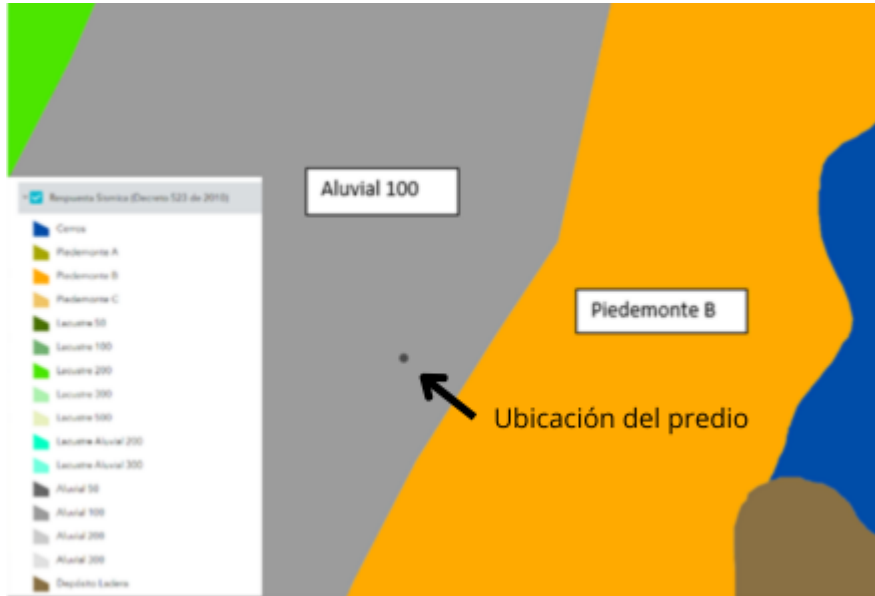 Aluvial 100
Respuesta Sísmica (Decreto 523 de 2010)
Cerros
Piedemonte A
Piedemonte B
Piedemonte C
Lacustre 50
Lacustre 100
Lacustre 200
Lacustre 300
Lacustre 500
Lacustre Aluvial 200
Lacustre Aluvial 300
Aluvial 50
Aluvial 100
Aluvial 200
Aluvial 300
Depósito Ladera
Piedemonte B
Ubicación del predio